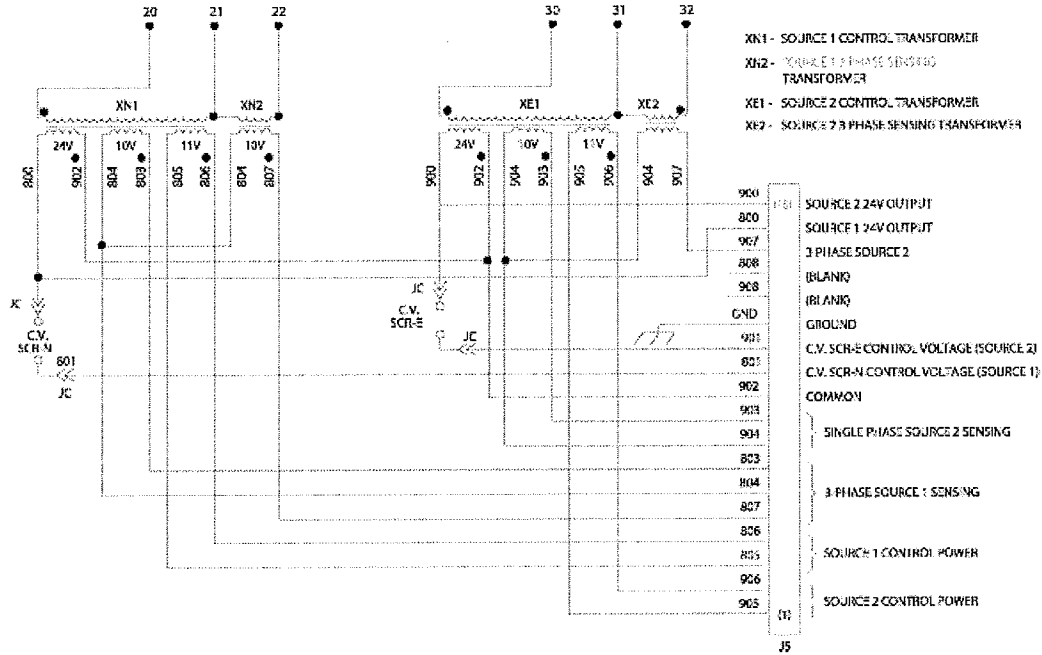 20 21 22 30 31 32
XN1 - SOURCE 1 CONTROL TRANSFORMER
XN2 - SOURCE 1 3 PHASE SENSING
TRANSFORMER
XE1 - SOURCE 2 CONTROL TRANSFORMER
XE2 - SOURCE 2 3 PHASE SENSING TRANSFORMER
XN1 XN2 XE1 XE2
24V 10V 11V 10V 24V 10V 11V
800 902 804 803 805 806 804 807 900 902 904 903 905 906 904 907
900 SOURCE 2 24V OUTPUT
800 SOURCE 1 24V OUTPUT
907 3 PHASE SOURCE 2
808 (BLANK)
908 (BLANK)
GND GROUND
901 C.V. SCR-E CONTROL VOLTAGE (SOURCE 2)
801 C.V. SCR-N CONTROL VOLTAGE (SOURCE 1)
902 COMMON
903
904 SINGLE PHASE SOURCE 2 SENSING
803
804 3-PHASE SOURCE 1 SENSING
807
806
805 SOURCE 1 CONTROL POWER
906
905 SOURCE 2 CONTROL POWER
(1)
J5
JC
C.V.
SCR-N
801
JC
JC
C.V.
SCR-E
JC